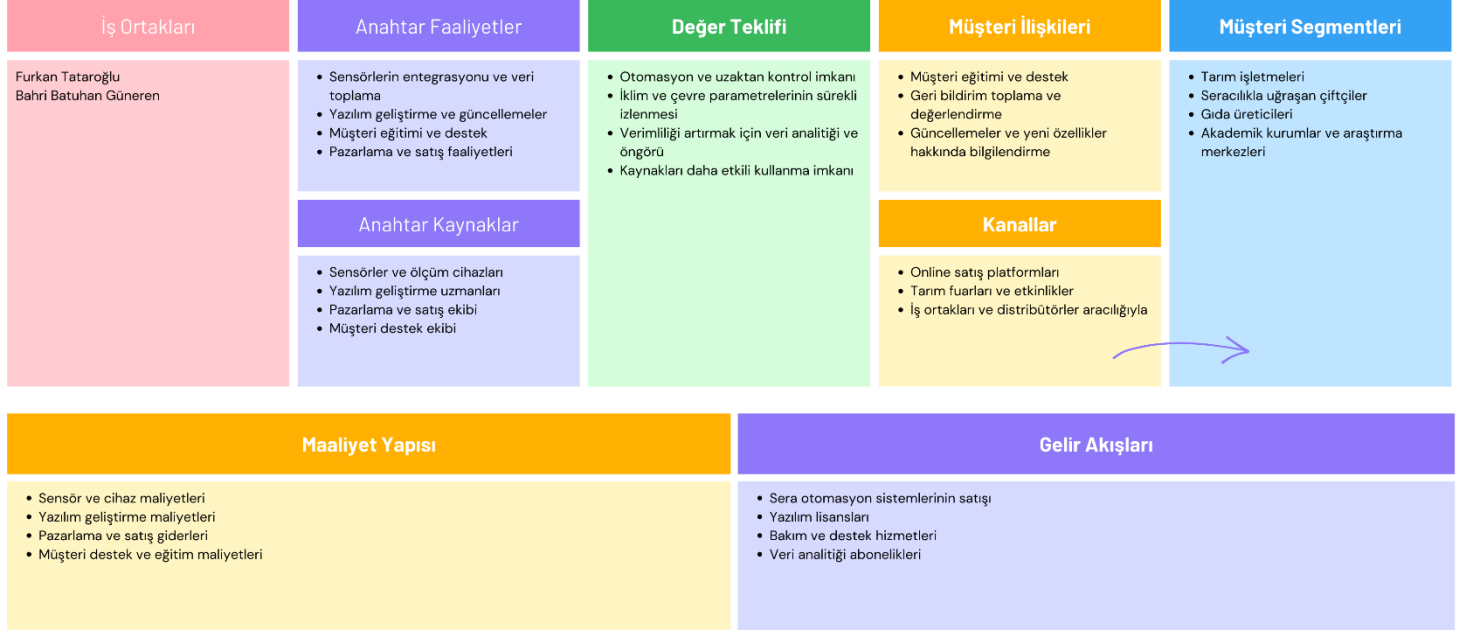 İş Ortakları
Furkan Tataroğlu
Bahri Batuhan Güneren
Anahtar Faaliyetler
• Sensörlerin entegrasyonu ve veri
toplama
• Yazılım geliştirme ve güncellemeler
• Müşteri eğitimi ve destek
• Pazarlama ve satış faaliyetleri
Anahtar Kaynaklar
• Sensörler ve ölçüm cihazları
• Yazılım geliştirme uzmanları
• Pazarlama ve satış ekibi
• Müşteri destek ekibi
Değer Teklifi
• Otomasyon ve uzaktan kontrol imkanı
• İklim ve çevre parametrelerinin sürekli
izlenmesi
• Verimliliği artırmak için veri analitiği ve
öngörü
• Kaynakları daha etkili kullanma imkanı
Müşteri İlişkileri
• Müşteri eğitimi ve destek
• Geri bildirim toplama ve
değerlendirme
• Güncellemeler ve yeni özellikler
hakkında bilgilendirme
Kanallar
• Online satış platformları
• Tarım fuarları ve etkinlikler
• İş ortakları ve distribütörler aracılığıyla
Müşteri Segmentleri
• Tarım işletmeleri
• Seracılıkla uğraşan çiftçiler
• Gıda üreticileri
• Akademik kurumlar ve araştırma
merkezleri
Maaliyet Yapısı
• Sensör ve cihaz maliyetleri
• Yazılım geliştirme maliyetleri
• Pazarlama ve satış giderleri
• Müşteri destek ve eğitim maliyetleri
Gelir Akışları
• Sera otomasyon sistemlerinin satışı
• Yazılım lisansları
• Bakım ve destek hizmetleri
• Veri analitiği abonelikleri